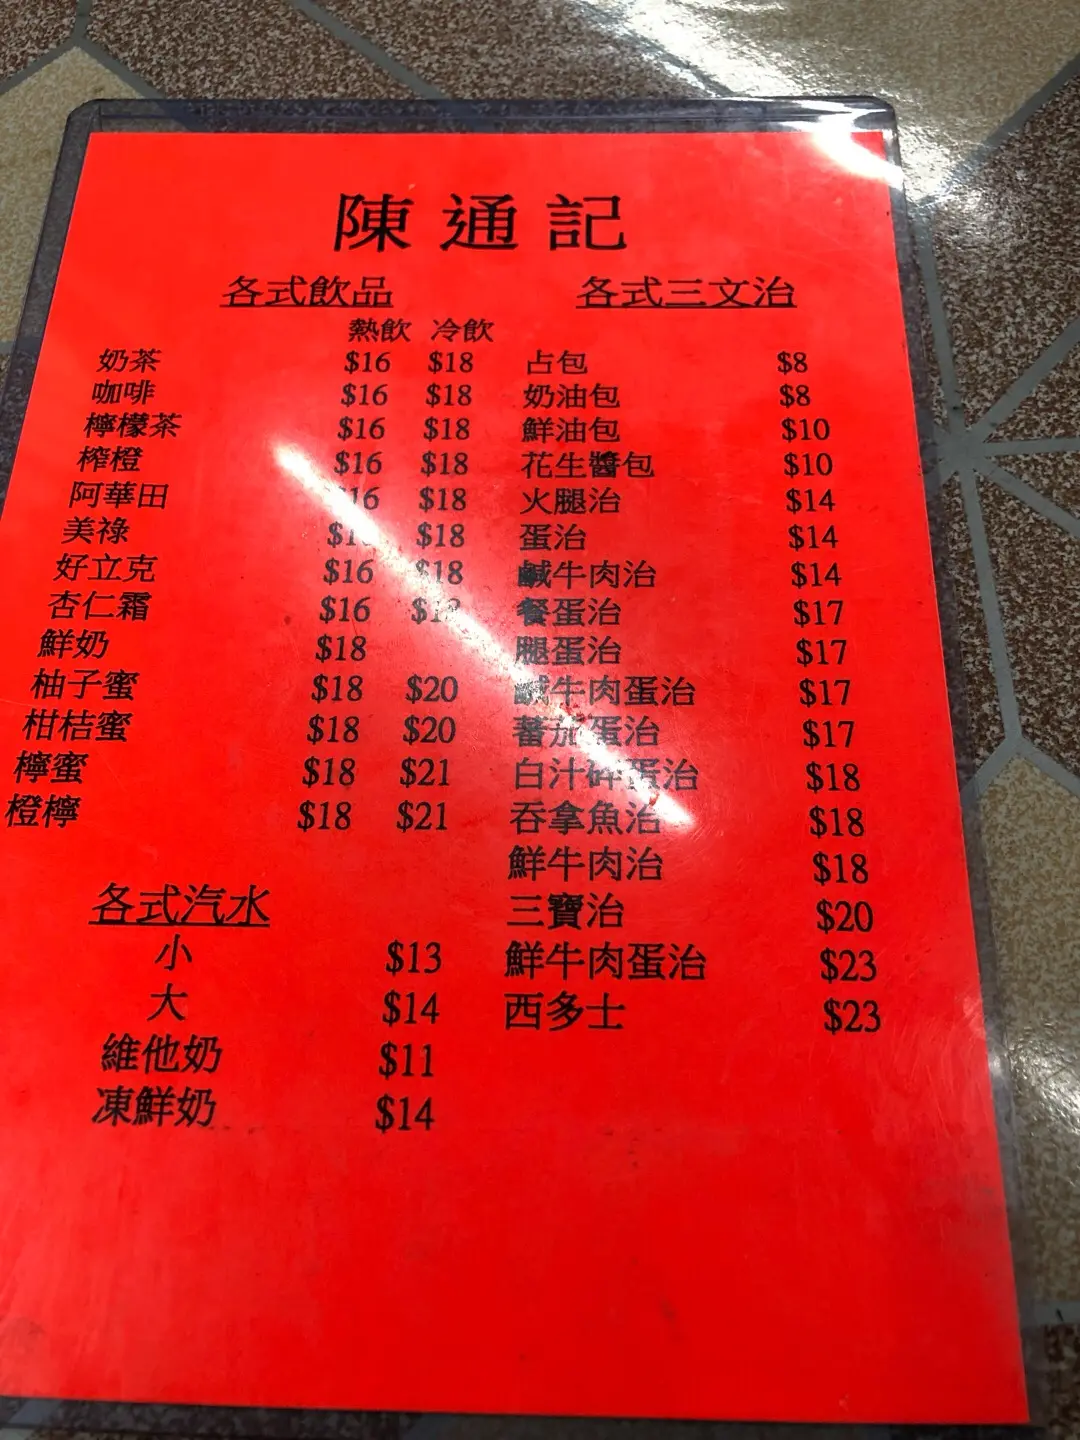 陳通記
各式飲品
熱飲 冷飲
奶茶 $16 $18
咖啡 $16 $18
檸檬茶 $16 $18
榨橙 $16 $18
阿華田 16 $18
美祿 $18
好立克 $16 $18
杏仁霜 $16
鮮奶 $18
柚子蜜 $18 $20
柑桔蜜 $18 $20
檸蜜 $18 $21
橙檸 $18 $21
各式汽水
小 $13
大 $14
維他奶 $11
凍鮮奶 $14
各式三文治
占包 $8
奶油包 $8
鮮油包 $10
花生醬包 $10
火腿治 $14
蛋治 $14
鹹牛肉治 $14
餐蛋治 $17
腿蛋治 $17
鹹牛肉蛋治 $17
蕃茄蛋治 $17
白汁碎蛋治 $18
吞拿魚治 $18
鮮牛肉治 $18
三寶治 $20
鮮牛肉蛋治 $23
西多士 $23